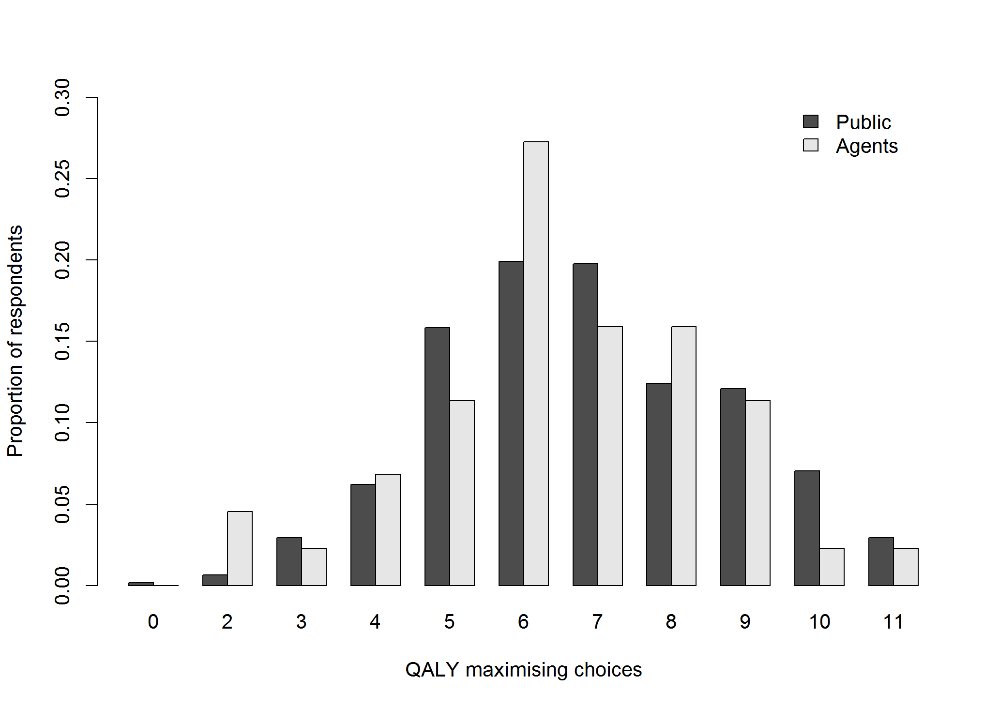 Public
Agents
Proportion of respondents
0.30
0.25
0.20
0.15
0.10
0.05
0.00
0 2 3 4 5 6 7 8 9 10 11
QALY maximising choices